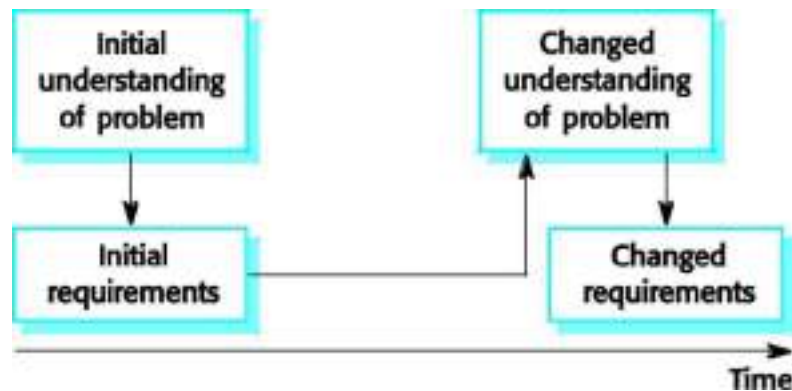 Initial
understanding
of problem
Changed
understanding
of problem
Initial
requirements
Changed
requirements
Time